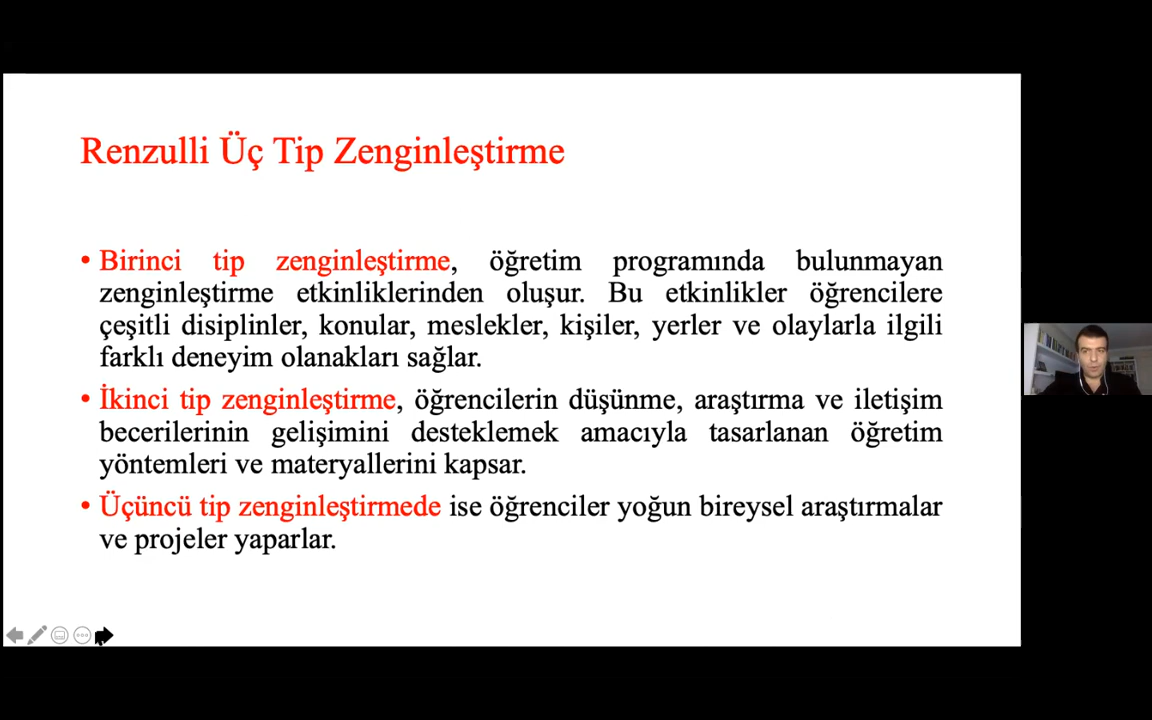 Renzulli Üç Tip Zenginleştirme
• Birinci tip zenginleştirme, öğretim programında bulunmayan
zenginleştirme etkinliklerinden oluşur. Bu etkinlikler öğrencilere
çeşitli disiplinler, konular, meslekler, kişiler, yerler ve olaylarla ilgili
farklı deneyim olanakları sağlar.
• İkinci tip zenginleştirme, öğrencilerin düşünme, araştırma ve iletişim
becerilerinin gelişimini desteklemek amacıyla tasarlanan öğretim
yöntemleri ve materyallerini kapsar.
• Üçüncü tip zenginleştirmede ise öğrenciler yoğun bireysel araştırmalar
ve projeler yaparlar.